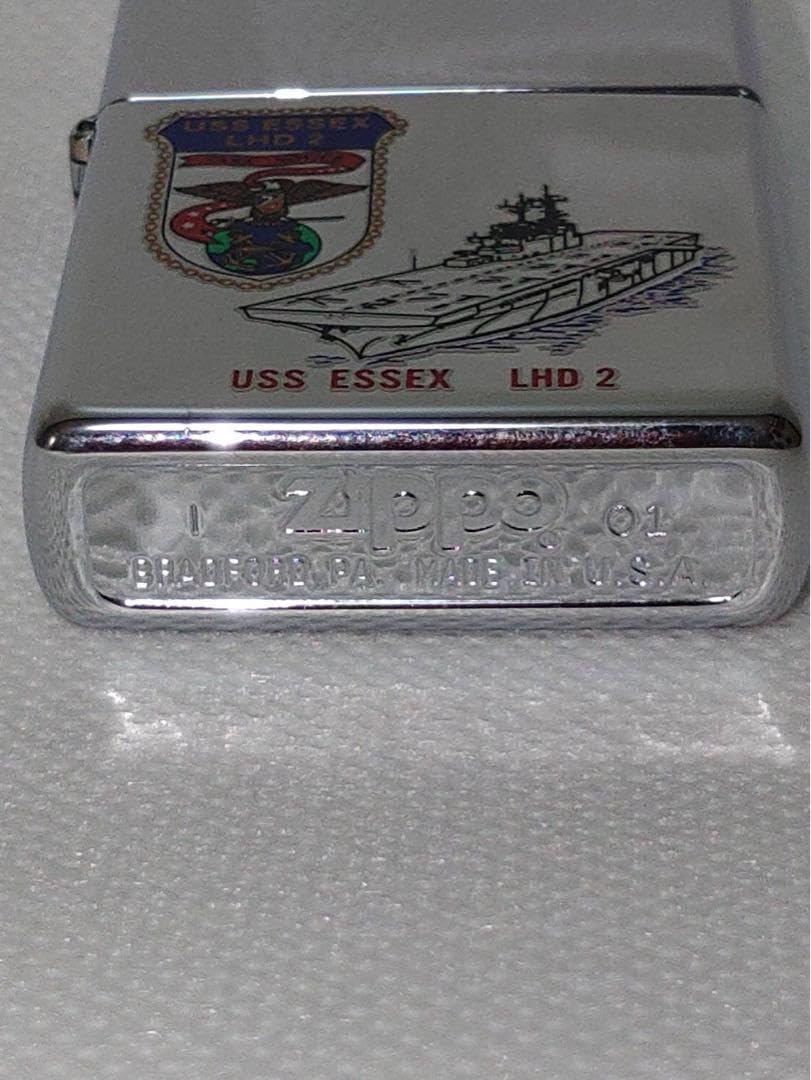 USS ESSEX
LHD 2
USS ESSEX LHD 2
I Zippo ® 01
BRADFORD, PA. MADE IN U.S.A.